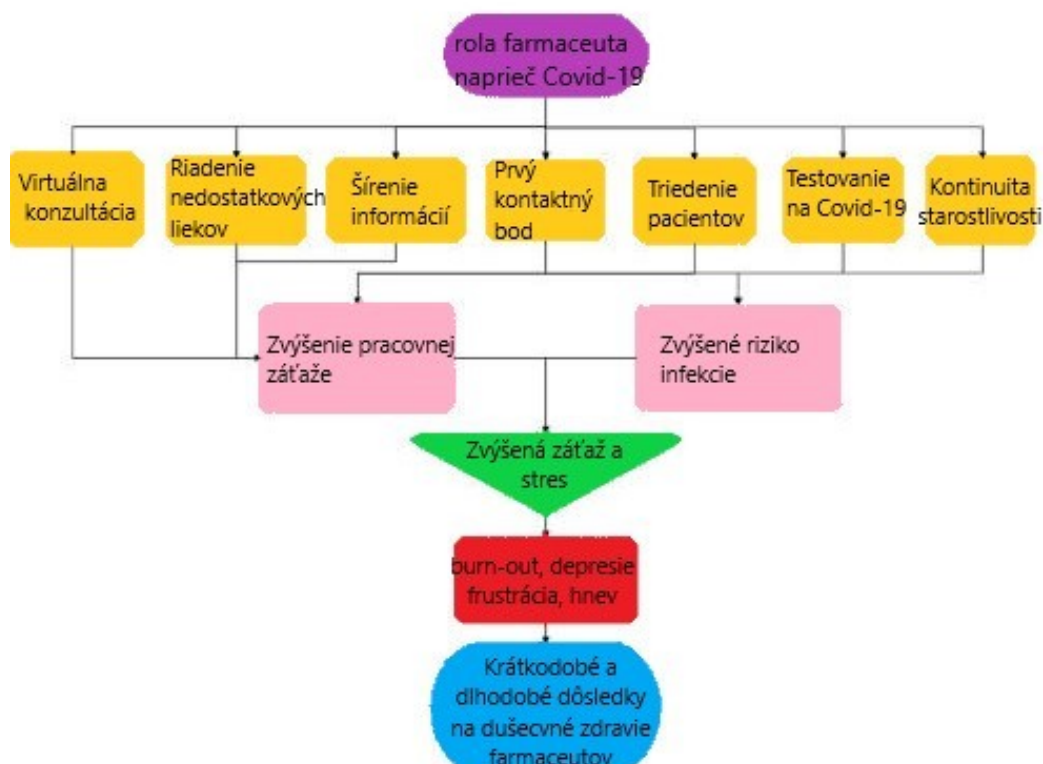 rola farmaceuta
naprieč Covid-19
Virtuálna
konzultácia
Riadenie
nedostatkových
liekov
Šírenie
informácií
Prvý
kontaktný
bod
Triedenie
pacientov
Testovanie
na Covid-19
Kontinuita
starostlivosti
Zvýšenie pracovnej
záťaže
Zvýšené riziko
infekcie
Zvýšená záťaž a
stres
burn-out, depresie
frustrácia, hnev
Krátkodobé a
dlhodobé dôsledky
na dušecvné zdravie
farmaceutov